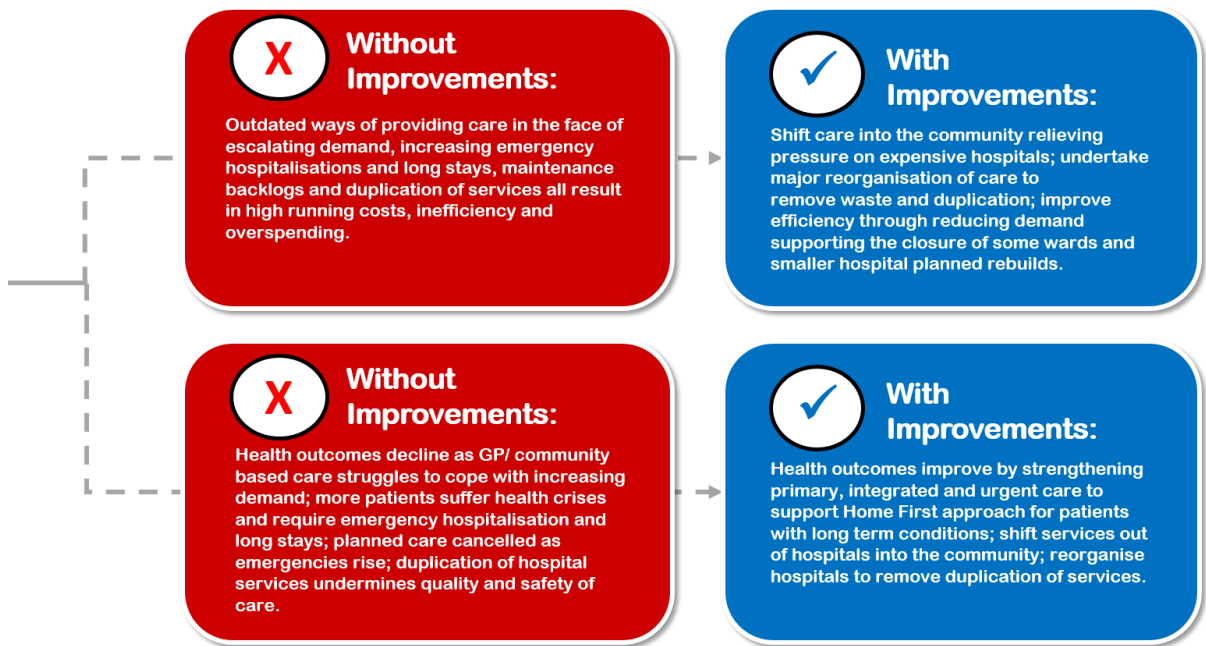 X
Without
Improvements:
Outdated ways of providing care in the face of
escalating demand, increasing emergency
hospitalisations and long stays, maintenance
backlogs and duplication of services all result
in high running costs, inefficiency and
overspending.
✓
With
Improvements:
Shift care into the community relieving
pressure on expensive hospitals; undertake
major reorganisation of care to
remove waste and duplication; improve
efficiency through reducing demand
supporting the closure of some wards and
smaller hospital planned rebuilds.
X
Without
Improvements:
Health outcomes decline as GP/ community
based care struggles to cope with increasing
demand; more patients suffer health crises
and require emergency hospitalisation and
long stays; planned care cancelled as
emergencies rise; duplication of hospital
services undermines quality and safety of
care.
✓
With
Improvements:
Health outcomes improve by strengthening
primary, integrated and urgent care to
support Home First approach for patients
with long term conditions; shift services out
of hospitals into the community; reorganise
hospitals to remove duplication of services.